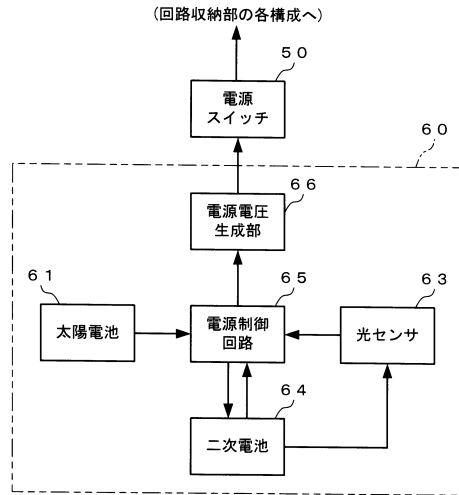 (回路収納部の各構成へ)
50
電源
スイッチ
60
66
電源電圧
生成部
61
太陽電池
65
電源制御
回路
63
光センサ
64
二次電池